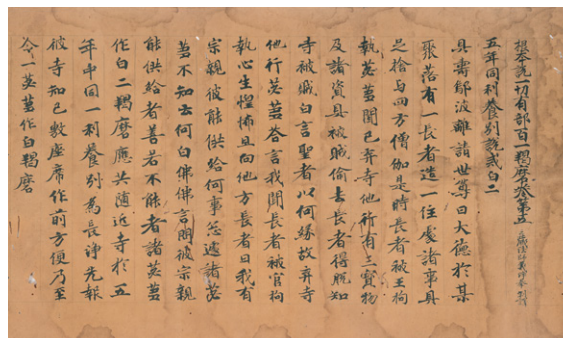 根本說一切有部百一羯磨卷第五 三藏法師義淨奉 制譯
五年同利養別說戒白二
具壽鄔波離請世尊曰大德於某
聚落有一長者造一住處諸事具
足捨與四方僧伽是時長者被王拘
執苾芻聞已弃寺他行有三寶物
及諸資具被賊偷去長者得脫知
寺被賊白言聖者以何緣故弃寺
他行苾芻答言我聞長者被官拘
執心生惶怖且向他方長者曰我有
宗親彼能供給何事怱遽諸苾
芻不知云何白佛佛言問彼宗親
能供給者善若不能者諸苾芻
作白二羯磨應共隨近寺於五
年中同一利養別為長淨先報
彼寺知已敷座席作前方便乃至
令一苾芻作白羯磨